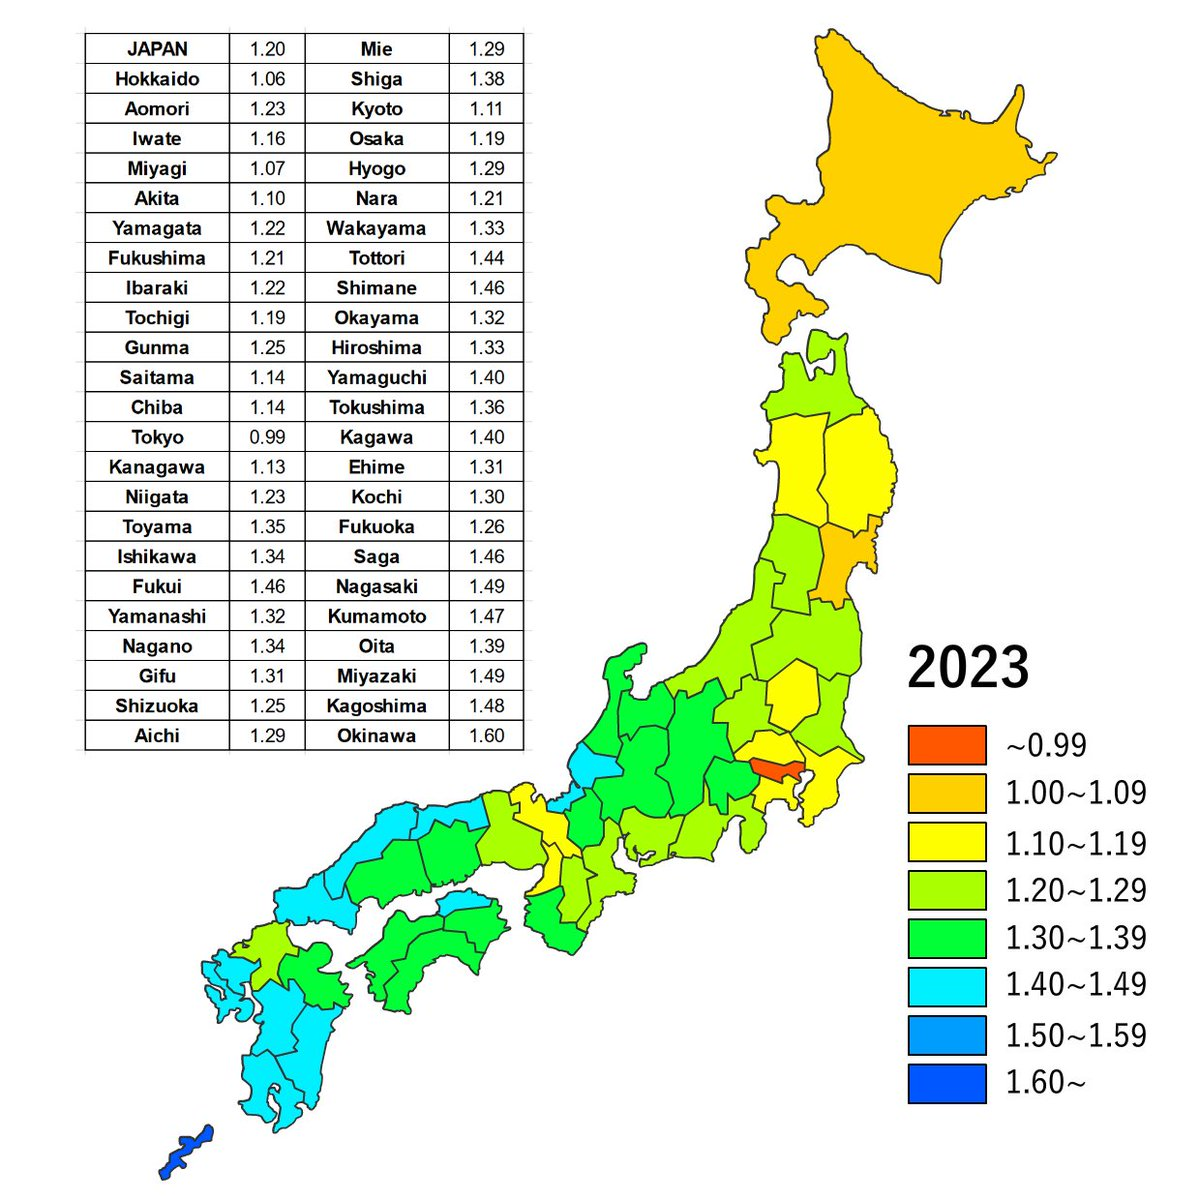 JAPAN 1.20 Mie 1.29
Hokkaido 1.06 Shiga 1.38
Aomori 1.23 Kyoto 1.11
Iwate 1.16 Osaka 1.19
Miyagi 1.07 Hyogo 1.29
Akita 1.10 Nara 1.21
Yamagata 1.22 Wakayama 1.33
Fukushima 1.21 Tottori 1.44
Ibaraki 1.22 Shimane 1.46
Tochigi 1.19 Okayama 1.32
Gunma 1.25 Hiroshima 1.33
Saitama 1.14 Yamaguchi 1.40
Chiba 1.14 Tokushima 1.36
Tokyo 0.99 Kagawa 1.40
Kanagawa 1.13 Ehime 1.31
Niigata 1.23 Kochi 1.30
Toyama 1.35 Fukuoka 1.26
Ishikawa 1.34 Saga 1.46
Fukui 1.46 Nagasaki 1.49
Yamanashi 1.32 Kumamoto 1.47
Nagano 1.34 Oita 1.39
Gifu 1.31 Miyazaki 1.49
Shizuoka 1.25 Kagoshima 1.48
Aichi 1.29 Okinawa 1.60
2023
~0.99
1.00~1.09
1.10~1.19
1.20~1.29
1.30~1.39
1.40~1.49
1.50~1.59
1.60~